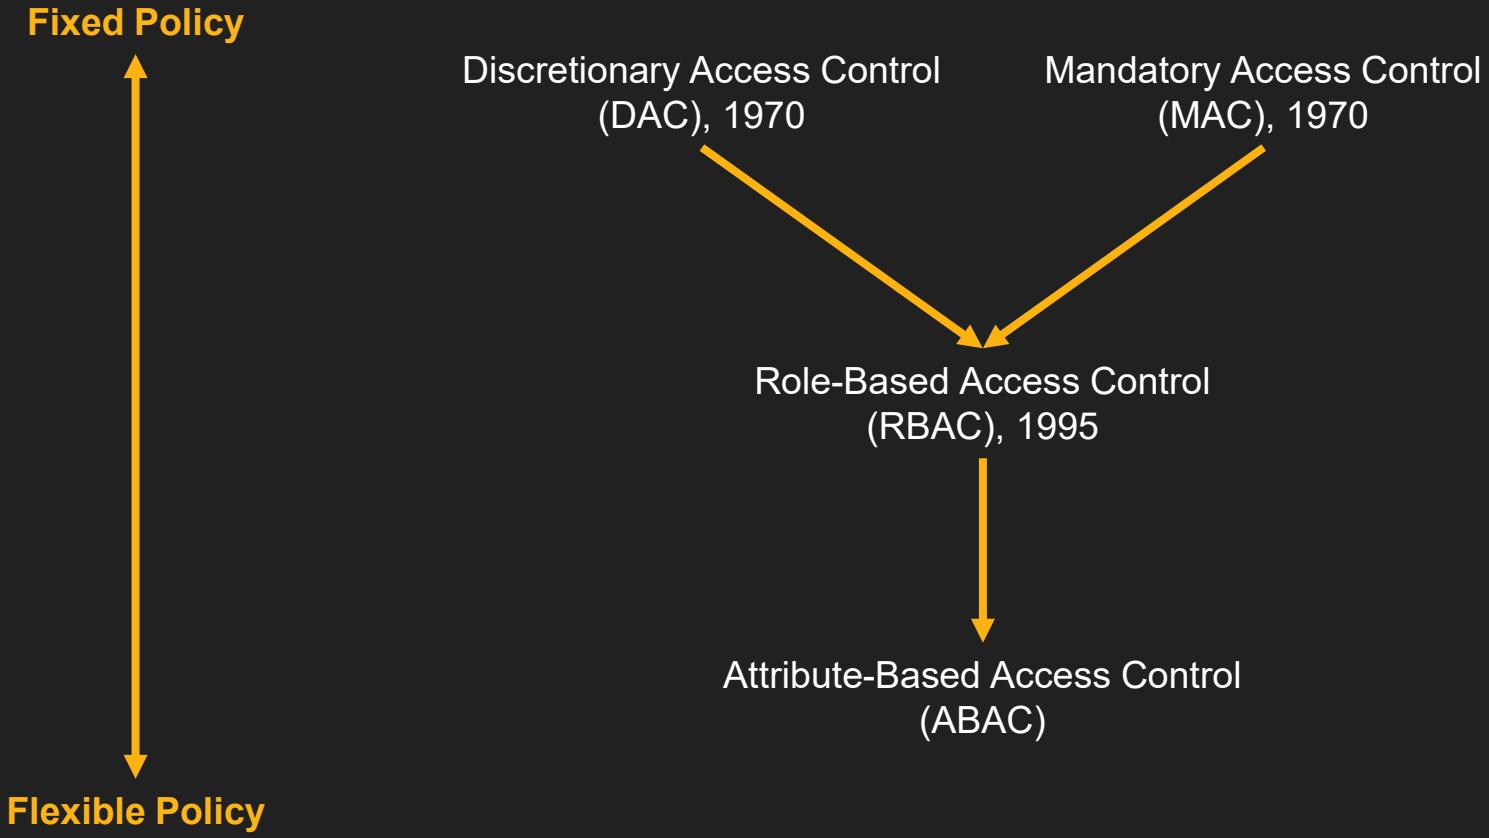 Fixed Policy
Discretionary Access Control
(DAC), 1970
Mandatory Access Control
(MAC), 1970
Role-Based Access Control
(RBAC), 1995
Attribute-Based Access Control
(ABAC)
Flexible Policy